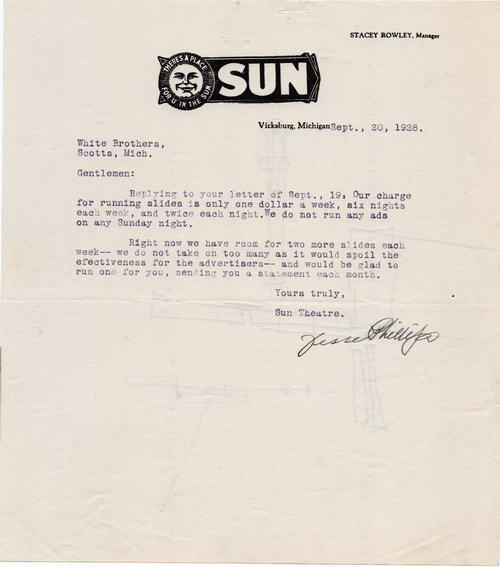 STACEY ROWLEY, Manager
THERE'S A PLACE
FOR U IN THE SUN
SUN
Vicksburg, Michigan Sept., 20, 1928.
White Brothers,
Scotts, Mich.
Gentlemen:
Replying to your letter of Sept., 19, Our charge
for running slides is only one dollar a week, six nights
each week, and twice each night. We do not run any ads
on any Sunday night.
Right now we have room for two more slides each
week-- we do not take on too many as it would spoil the
efectiveness for the advertisers-- and would be glad to
run one for you, sending you a statement each month.
Yours truly,
Sun Theatre.
Jesse Phillips